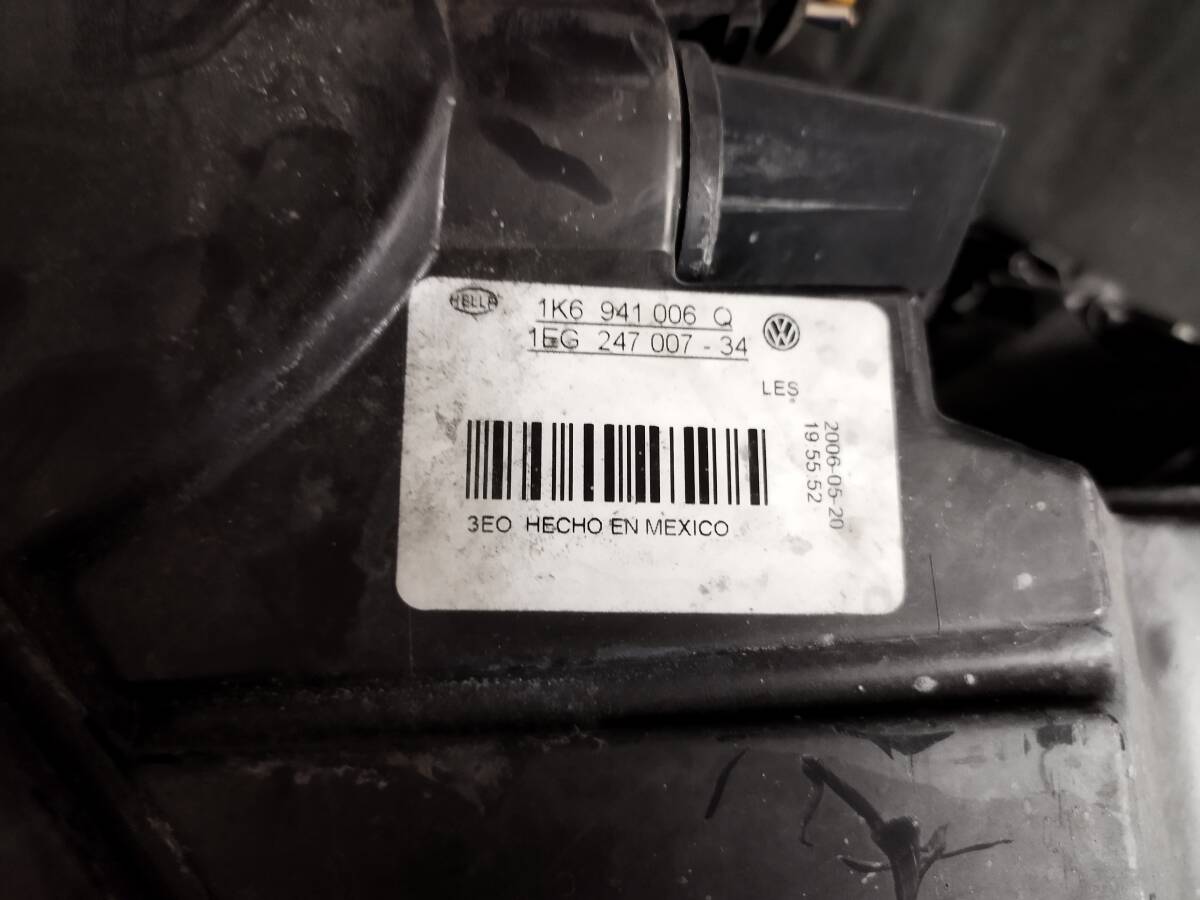 HELLA
1K6 941 006 Q
1EG 247 007 - 34
LES
2006-05-20
19:55:52
3EO HECHO EN MEXICO